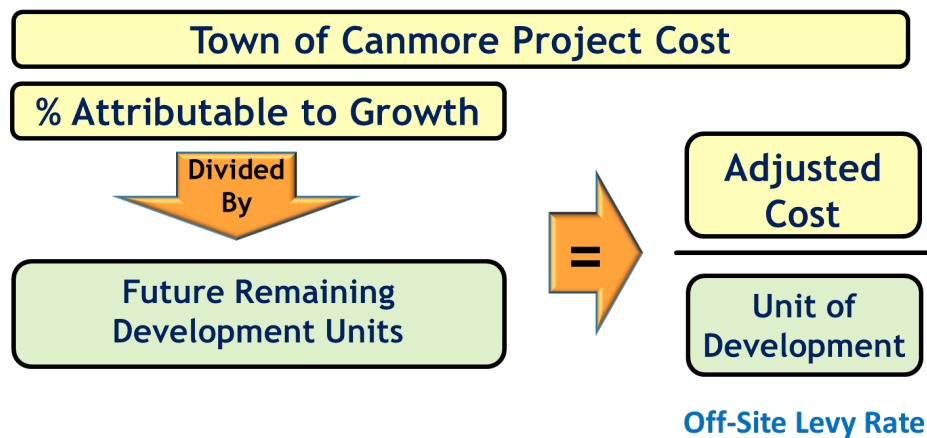 Town of Canmore Project Cost
% Attributable to Growth
Divided
By
Future Remaining
Development Units
=
Adjusted
Cost
Unit of
Development
Off-Site Levy Rate